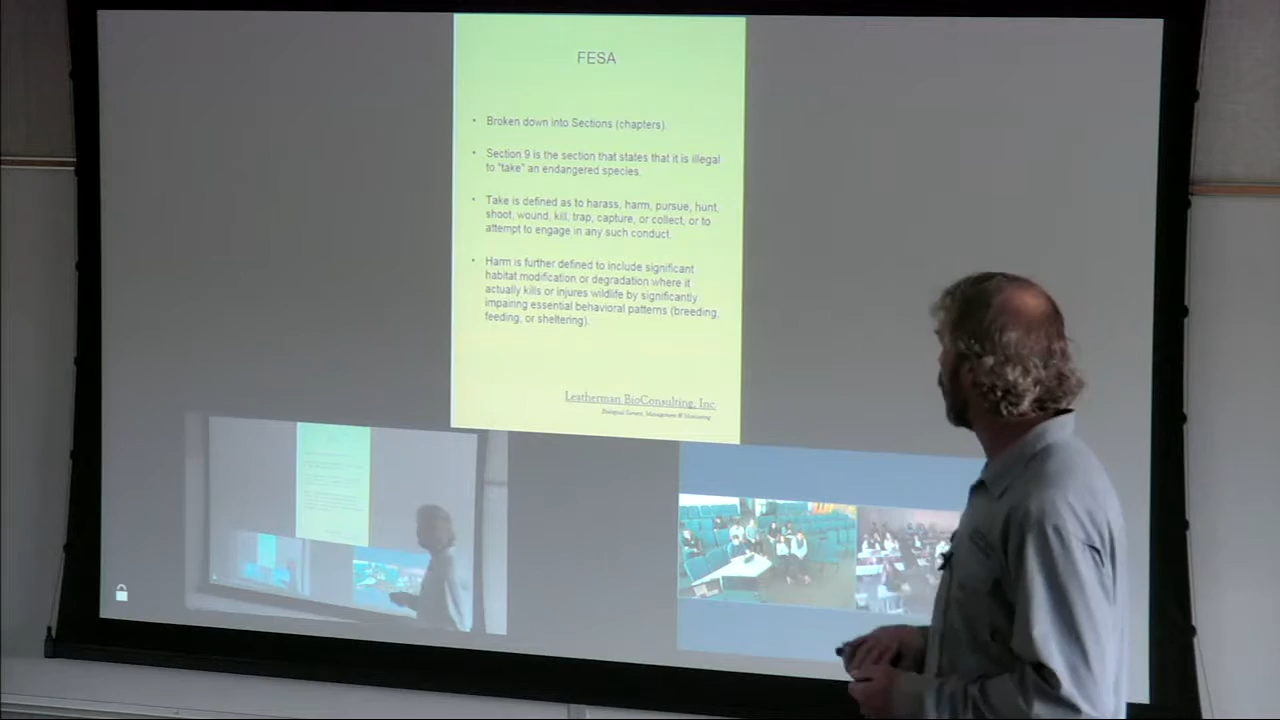 FESA
• Broken down into Sections (chapters).
• Section 9 is the section that states that it is illegal
to "take" an endangered species.
• Take is defined as to harass, harm, pursue, hunt,
shoot, wound, kill, trap, capture, or collect, or to
attempt to engage in any such conduct.
• Harm is further defined to include significant
habitat modification or degradation where it
actually kills or injures wildlife by significantly
impairing essential behavioral patterns (breeding,
feeding, or sheltering).
Leatherman BioConsulting, Inc.
Biological Survey, Management & Monitoring